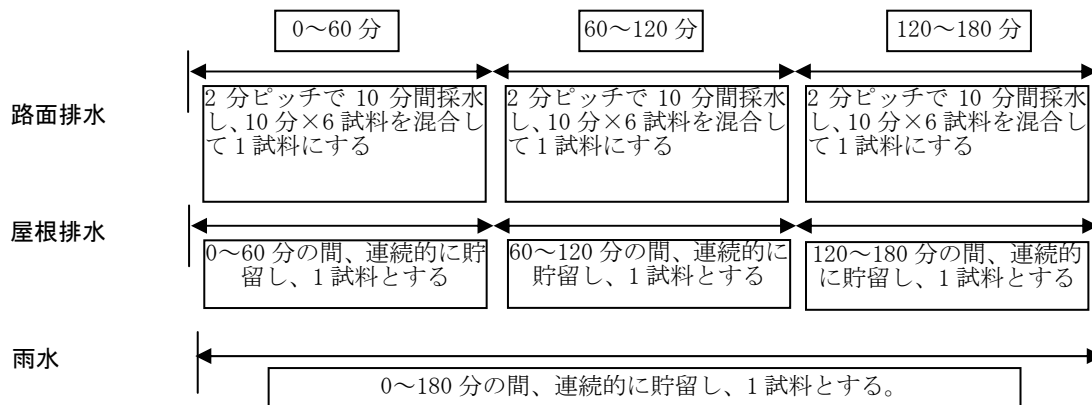 0～60 分
60～120 分
120～180 分
路面排水
2 分ピッチで 10 分間採水
し、10 分×6 試料を混合し
て 1 試料にする
2 分ピッチで 10 分間採水
し、10 分×6 試料を混合し
て 1 試料にする
2 分ピッチで 10 分間採水
し、10 分×6 試料を混合し
て 1 試料にする
屋根排水
0～60 分の間、連続的に貯
留し、1 試料とする
60～120 分の間、連続的に
貯留し、1 試料とする
120～180 分の間、連続的
に貯留し、1 試料とする
雨水
0～180 分の間、連続的に貯留し、1 試料とする。